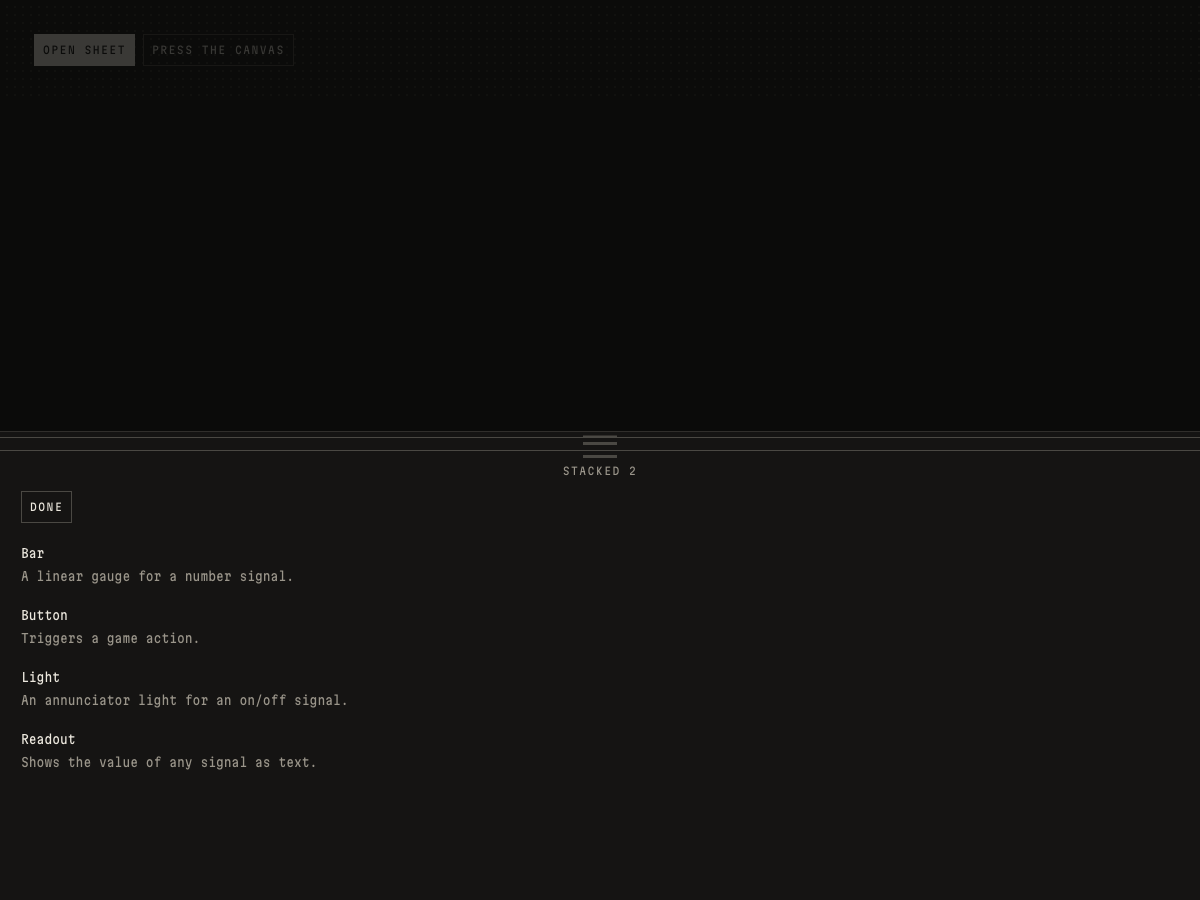 OPEN SHEET
PRESS THE CANVAS
STACKED 2
DONE
Bar
A linear gauge for a number signal.
Button
Triggers a game action.
Light
An annunciator light for an on/off signal.
Readout
Shows the value of any signal as text.